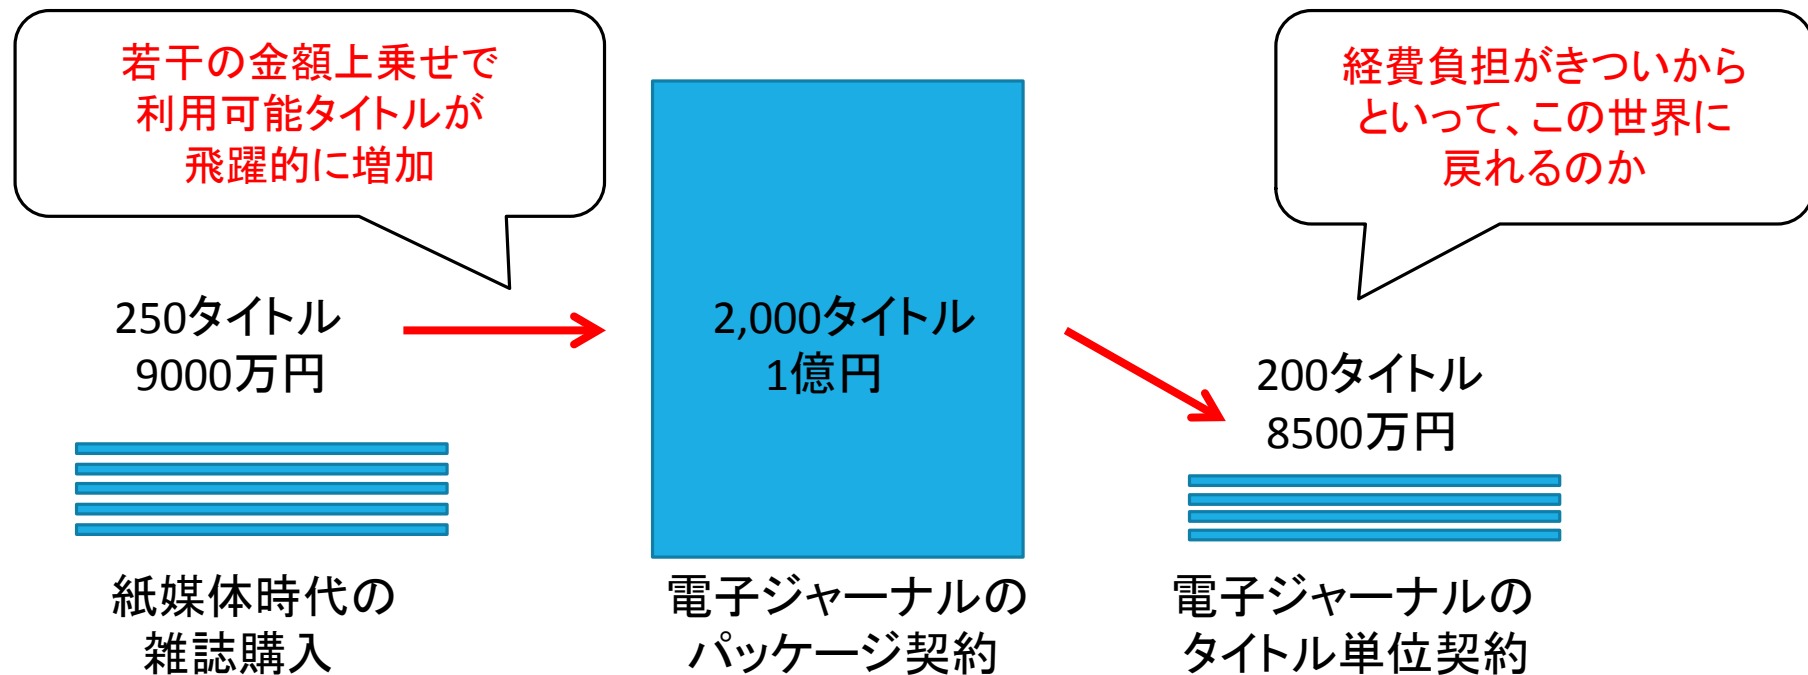 若干の金額上乗せで
利用可能タイトルが
飛躍的に増加
経費負担がきついから
といって、この世界に
戻れるのか
250タイトル
9000万円
2,000タイトル
1億円
200タイトル
8500万円
紙媒体時代の
雑誌購入
電子ジャーナルの
パッケージ契約
電子ジャーナルの
タイトル単位契約